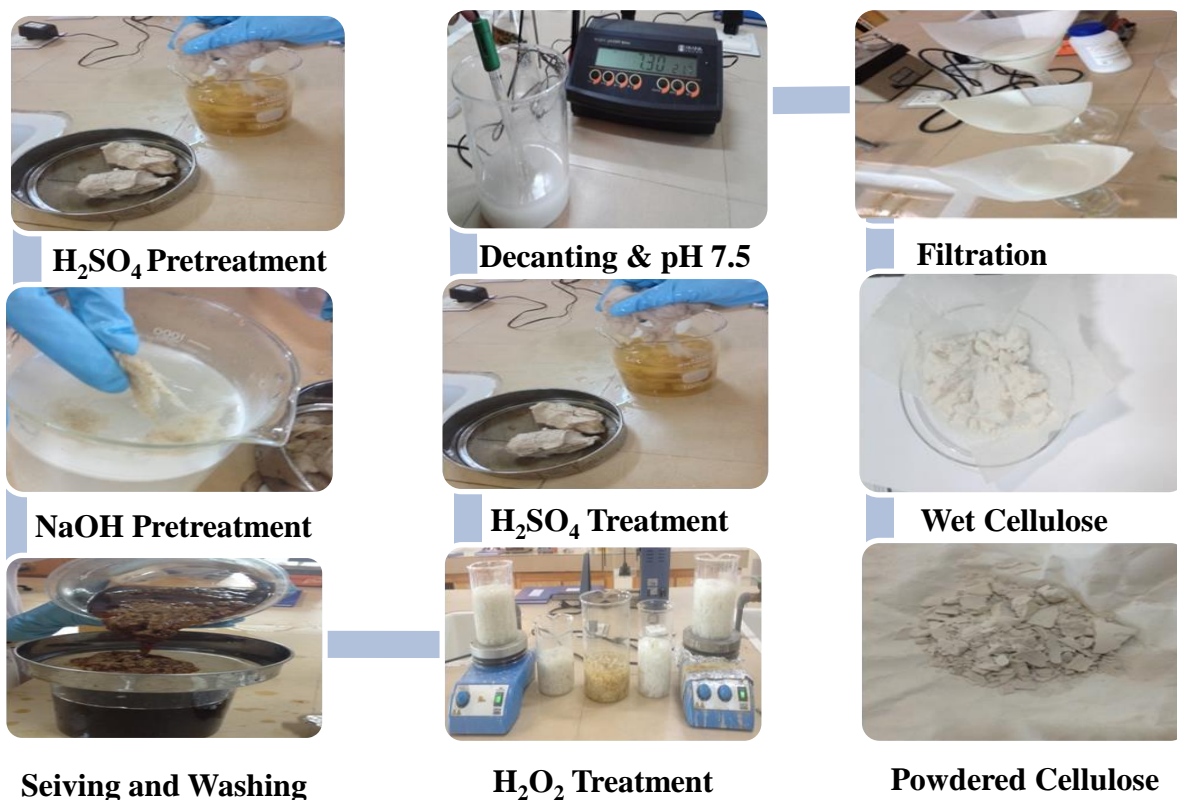 H₂SO₄ Pretreatment
Decanting & pH 7.5
Filtration
NaOH Pretreatment
H₂SO₄ Treatment
Wet Cellulose
Seiving and Washing
H₂O₂ Treatment
Powdered Cellulose